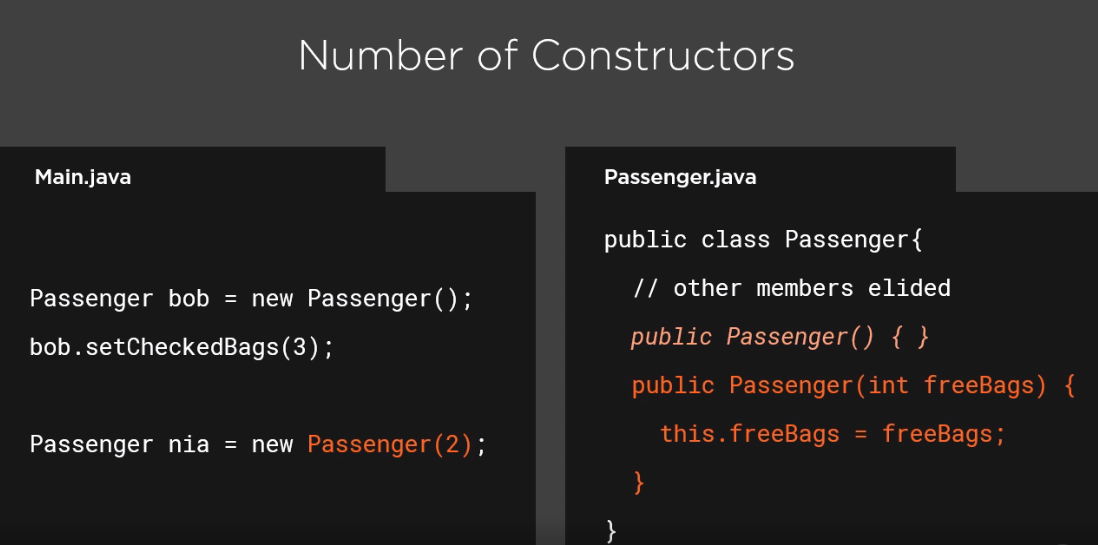 Number of Constructors
Main.java
Passenger bob = new Passenger();
bob.setCheckedBags(3);
Passenger nia = new Passenger(2);
Passenger.java
public class Passenger{
// other members elided
public Passenger() { }
public Passenger(int freeBags) {
this.freeBags = freeBags;
}
}